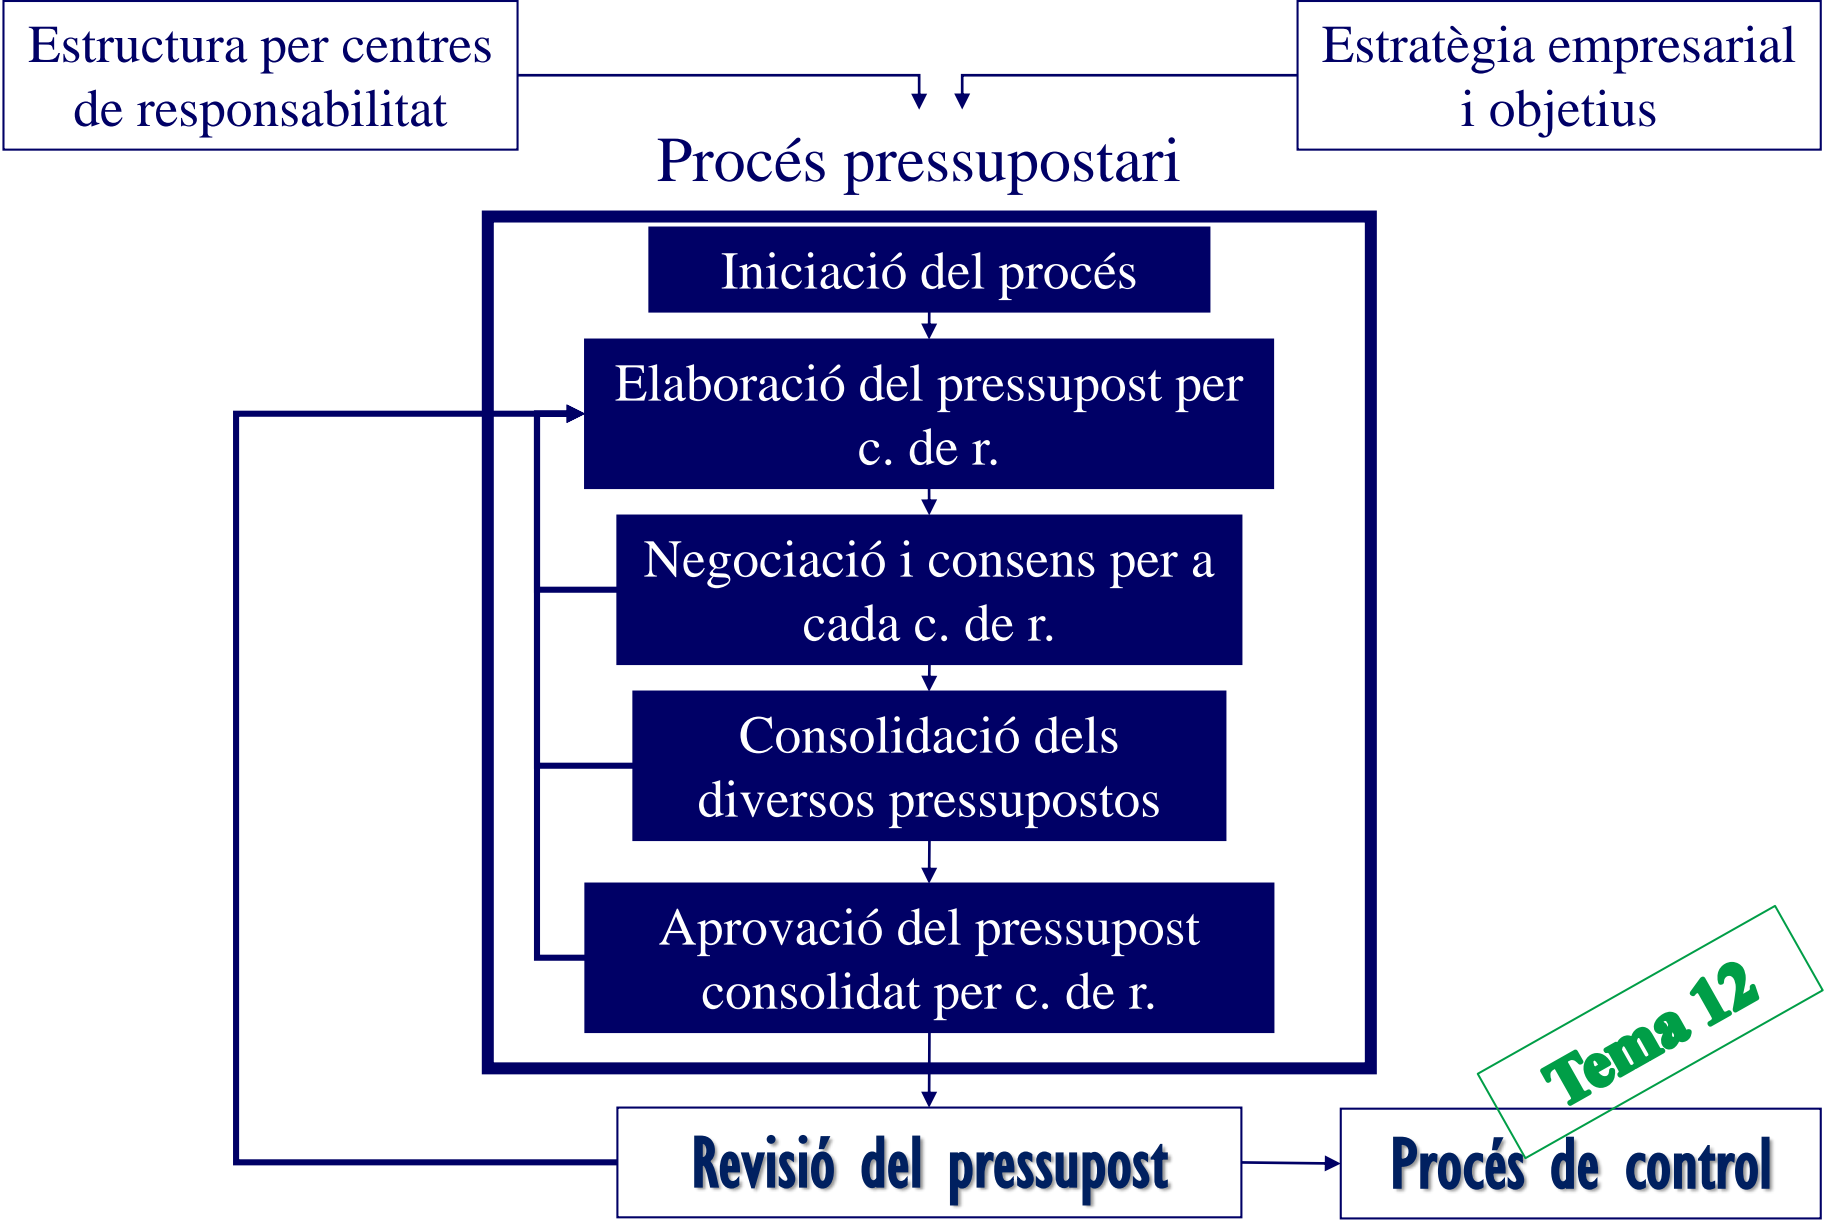 Estructura per centres
de responsabilitat
Estratègia empresarial
i objetius
Procés pressupostari
Iniciació del procés
Elaboració del pressupost per
c. de r.
Negociació i consens per a
cada c. de r.
Consolidació dels
diversos pressupostos
Aprovació del pressupost
consolidat per c. de r.
Tema 12
Revisió del pressupost
Procés de control